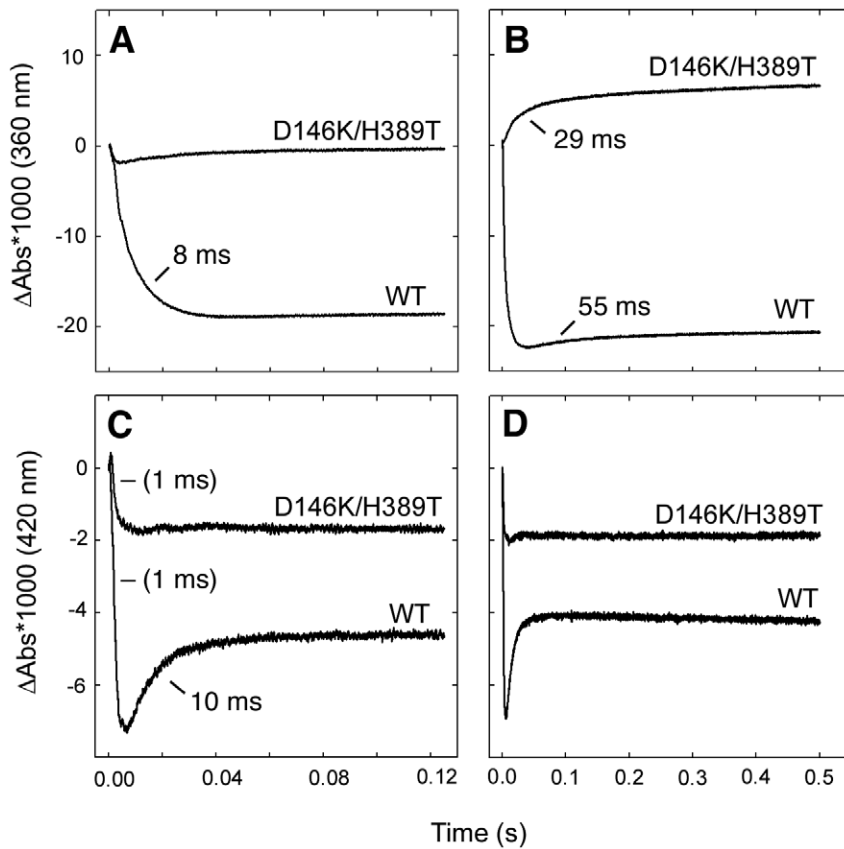 A
B
10
0
-10
-20
ΔAbs*1000 (360 nm)
D146K/H389T
8 ms
WT
D146K/H389T
29 ms
55 ms
WT
C
D
0
-2
-4
-6
ΔAbs*1000 (420 nm)
(1 ms)
D146K/H389T
(1 ms)
WT
10 ms
D146K/H389T
WT
0.00 0.04 0.08 0.12
0.0 0.1 0.2 0.3 0.4 0.5
Time (s)